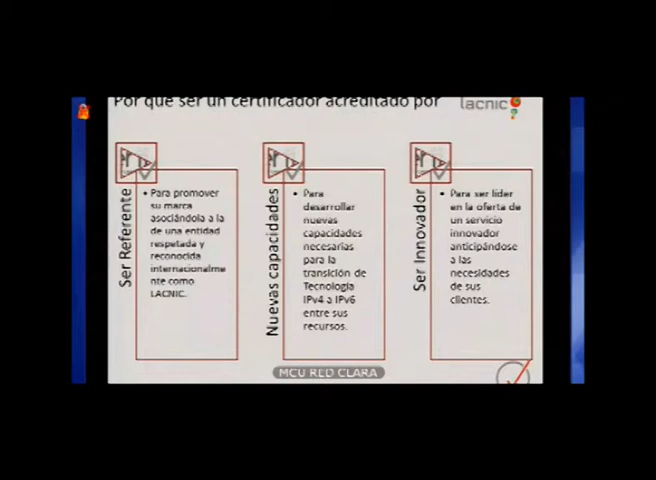 Por qué ser un certificador acreditado por
lacnic
Ser Referente
• Para promover
su marca
asociándola a la
de una entidad
respetada y
reconocida
internacionalme
nte como
LACNIC.
Nuevas capacidades
• Para
desarrollar
nuevas
capacidades
necesarias
para la
transición de
Tecnología
IPv4 a IPv6
entre sus
recursos.
Ser Innovador
• Para ser líder
en la oferta de
un servicio
innovador
anticipándose
a las
necesidades
de sus
clientes.
MCU RED CLARA